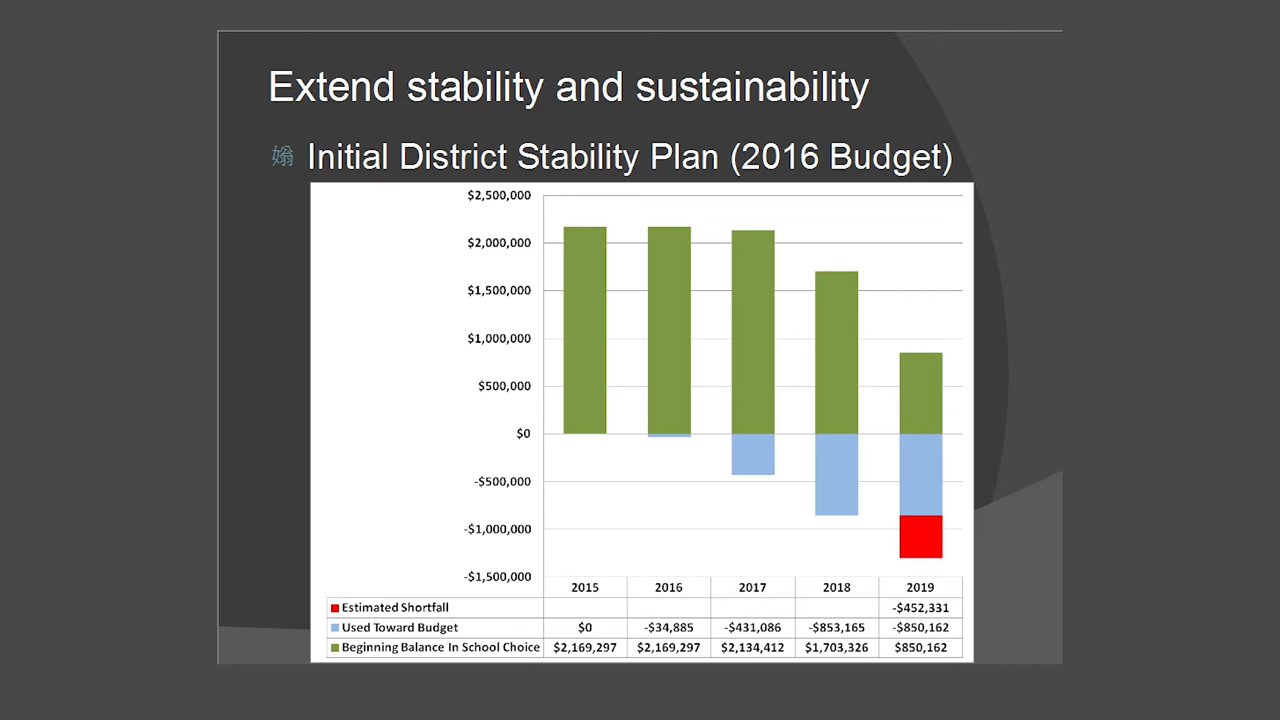 Extend stability and sustainability
Initial District Stability Plan (2016 Budget)
$2,500,000
$2,000,000
$1,500,000
$1,000,000
$500,000
$0
-$500,000
-$1,000,000
-$1,500,000
2015 2016 2017 2018 2019
Estimated Shortfall -$452,331
Used Toward Budget $0 -$34,885 -$431,086 -$853,165 -$850,162
Beginning Balance In School Choice $2,169,297 $2,169,297 $2,134,412 $1,703,326 $850,162